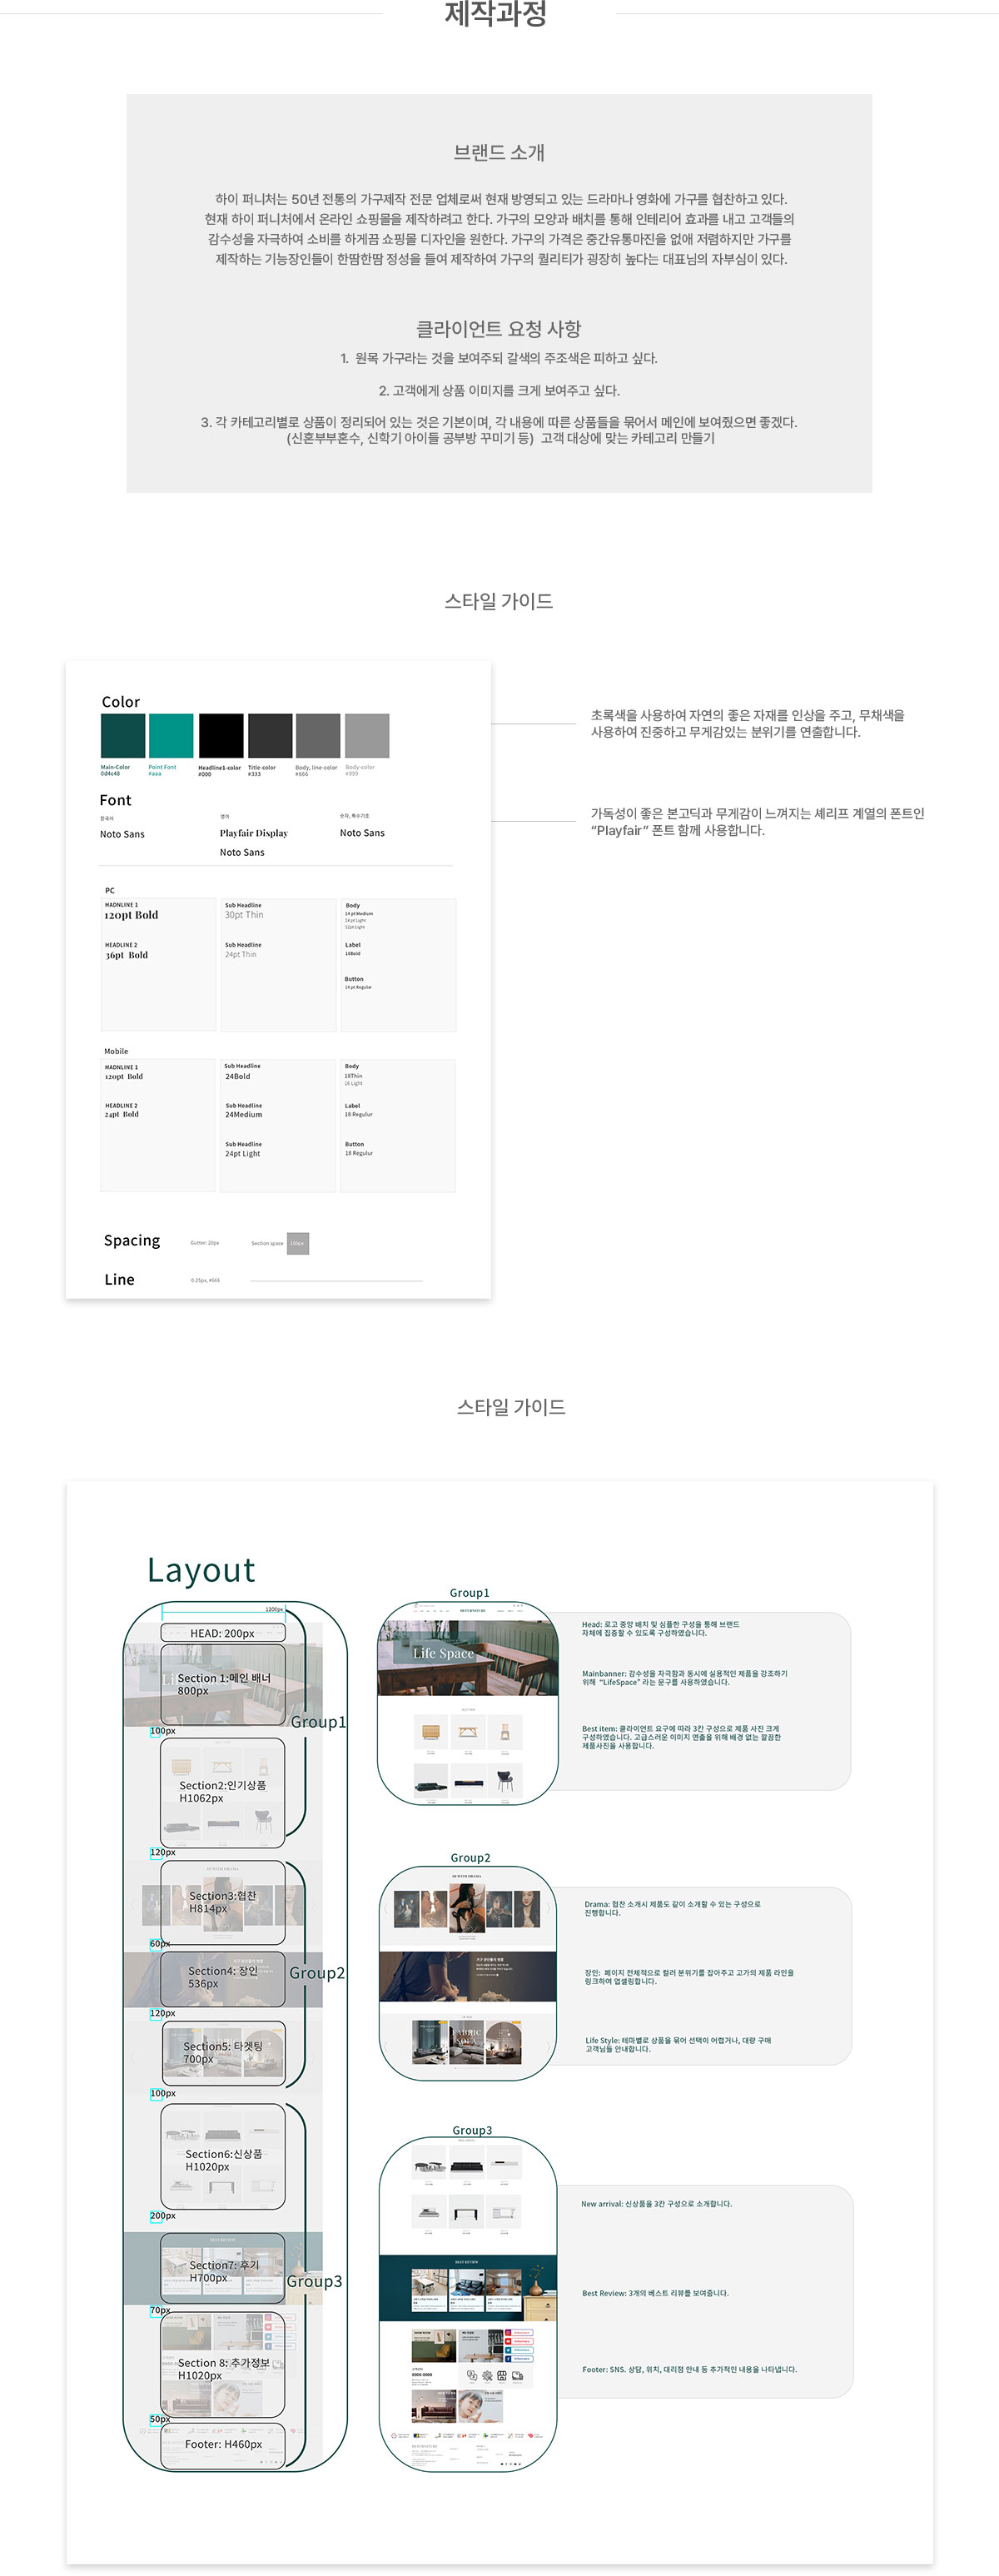 제작과정
브랜드 소개
하이 퍼니처는 50년 전통의 가구제작 전문 업체로써 현재 방영되고 있는 드라마나 영화에 가구를 협찬하고 있다.
현재 하이 퍼니처에서 온라인 쇼핑몰을 제작하려고 한다. 가구의 모양과 배치를 통해 인테리어 효과를 내고 고객들의
감수성을 자극하여 소비를 하게끔 쇼핑몰 디자인을 원한다. 가구의 가격은 중간유통마진을 없애 저렴하지만 가구를
제작하는 기능장인들이 한땀한땀 정성을 들여 제작하여 가구의 퀄리티가 굉장히 높다는 대표님의 자부심이 있다.
클라이언트 요청 사항
1. 원목 가구라는 것을 보여주되 갈색의 주조색은 피하고 싶다.
2. 고객에게 상품 이미지를 크게 보여주고 싶다.
3. 각 카테고리별로 상품이 정리되어 있는 것은 기본이며, 각 내용에 따른 상품들을 묶어서 메인에 보여줬으면 좋겠다.
(신혼부부혼수, 신학기 아이들 공부방 꾸미기 등) 고객 대상에 맞는 카테고리 만들기
스타일 가이드
Color
Main-Color Point Font Headline1-color Title-color Body, line-color Body-color
0d4c48 #aaa #000 #333 #666 #999
초록색을 사용하여 자연의 좋은 자재를 인상을 주고, 무채색을
사용하여 진중하고 무게감있는 분위기를 연출합니다.
Font
한국어 영어 숫자, 특수기호
Noto Sans Playfair Display Noto Sans
Noto Sans
가독성이 좋은 본고딕과 무게감이 느껴지는 셰리프 계열의 폰트인
“Playfair” 폰트 함께 사용합니다.
PC
HADNLINE 1
120pt Bold
HEADLINE 2
36pt Bold
Sub Headline
30pt Thin
Sub Headline
24pt Thin
Body
14 pt Medium
14 pt Light
12pt Light
Label
18Bold
Button
14 pt Regular
Mobile
HADNLINE 1
120pt Bold
HEADLINE 2
24pt Bold
Sub Headline
24Bold
Sub Headline
24Medium
Sub Headline
24pt Light
Body
18Thin
16 Light
Label
18 Regulur
Button
18 Regulur
Spacing
Gutter: 20px
Section space 100px
Line
0.25px, #666
스타일 가이드
Layout
1200px
HEAD: 200px
Section 1:메인 배너
800px
Group1
100px
Section2:인기상품
H1062px
120px
Section3:협찬
H814px
60px
Section4: 장인
536px
Group2
120px
Section5: 타겟팅
700px
100px
Section6:신상품
H1020px
200px
Section7: 후기
H700px
Group3
70px
Section 8: 추가정보
H1020px
50px
Footer: H460px
Group1
Life Space
Head: 로고 중앙 배치 및 심플한 구성을 통해 브랜드
자체에 집중할 수 있도록 구성하였습니다.
Mainbanner: 감수성을 자극함과 동시에 실용적인 제품을 강조하기
위해 “LifeSpace” 라는 문구를 사용하였습니다.
Best item: 클라이언트 요구에 따라 3칸 구성으로 제품 사진 크게
구성하였습니다. 고급스러운 이미지 연출을 위해 배경 없는 깔끔한
제품사진을 사용합니다.
Group2
Drama: 협찬 소개시 제품도 같이 소개할 수 있는 구성으로
진행합니다.
장인: 페이지 전체적으로 컬러 분위기를 잡아주고 고가의 제품 라인을
링크하여 업셀링합니다.
Life Style: 테마별로 상품을 묶어 선택이 어렵거나, 대량 구매
고객님들 안내합니다.
Group3
BEST REVIEW
New arrival: 신상품을 3칸 구성으로 소개합니다.
Best Review: 3개의 베스트 리뷰를 보여줍니다.
Footer: SNS. 상담, 위치, 대리점 안내 등 추가적인 내용을 나타냅니다.